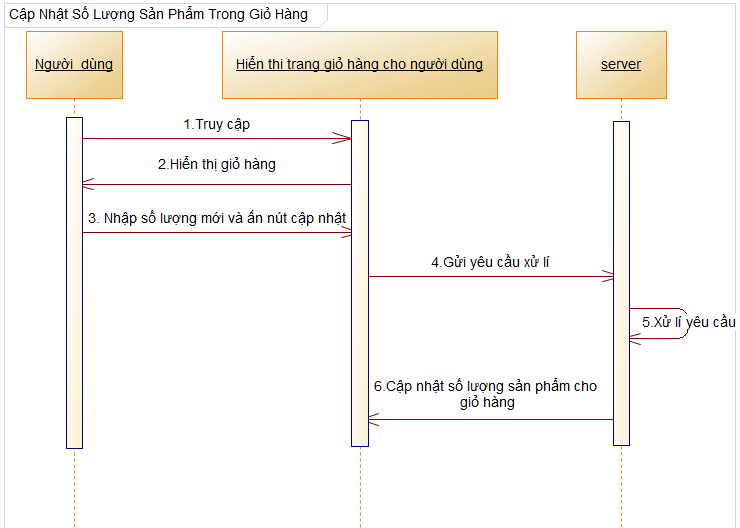 Cập Nhật Số Lượng Sản Phẩm Trong Giỏ Hàng
Người dùng
Hiển thi trang giỏ hàng cho người dùng
server
1.Truy cập
2.Hiển thị giỏ hàng
3. Nhập số lượng mới và ấn nút cập nhật
4.Gửi yêu cầu xử lí
5.Xử lí yêu cầu
6.Cập nhật số lượng sản phẩm cho
giỏ hàng